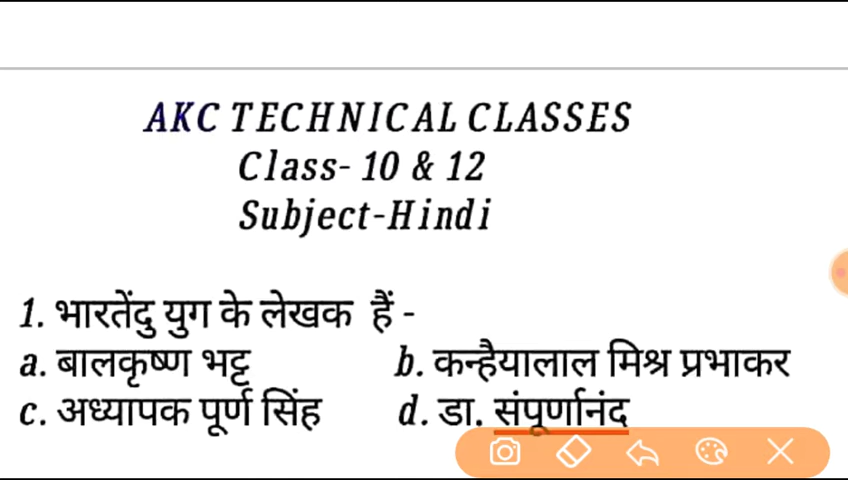 AKC TECHNICAL CLASSES
Class- 10 & 12
Subject-Hindi
1. भारतेंदु युग के लेखक हैं -
a. बालकृष्ण भट्ट b. कन्हैयालाल मिश्र प्रभाकर
c. अध्यापक पूर्ण सिंह d. डा. संपूर्णानंद